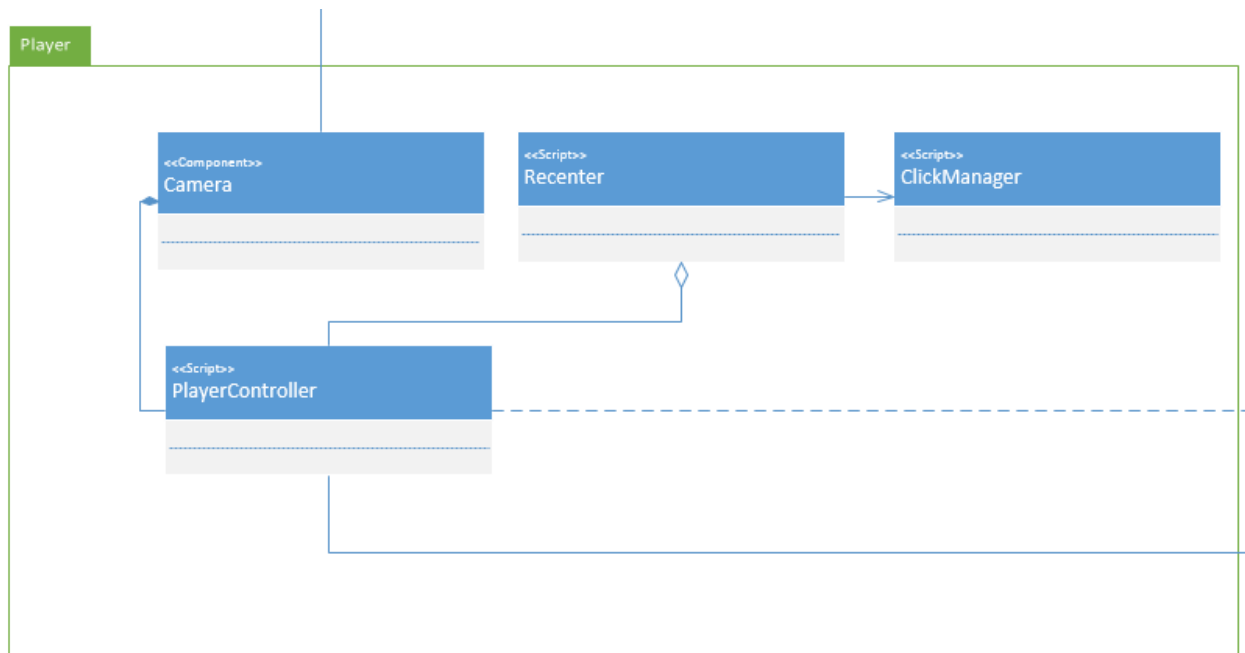 Player
<<Component>>
Camera
<<Script>>
Recenter
<<Script>>
ClickManager
<<Script>>
PlayerController